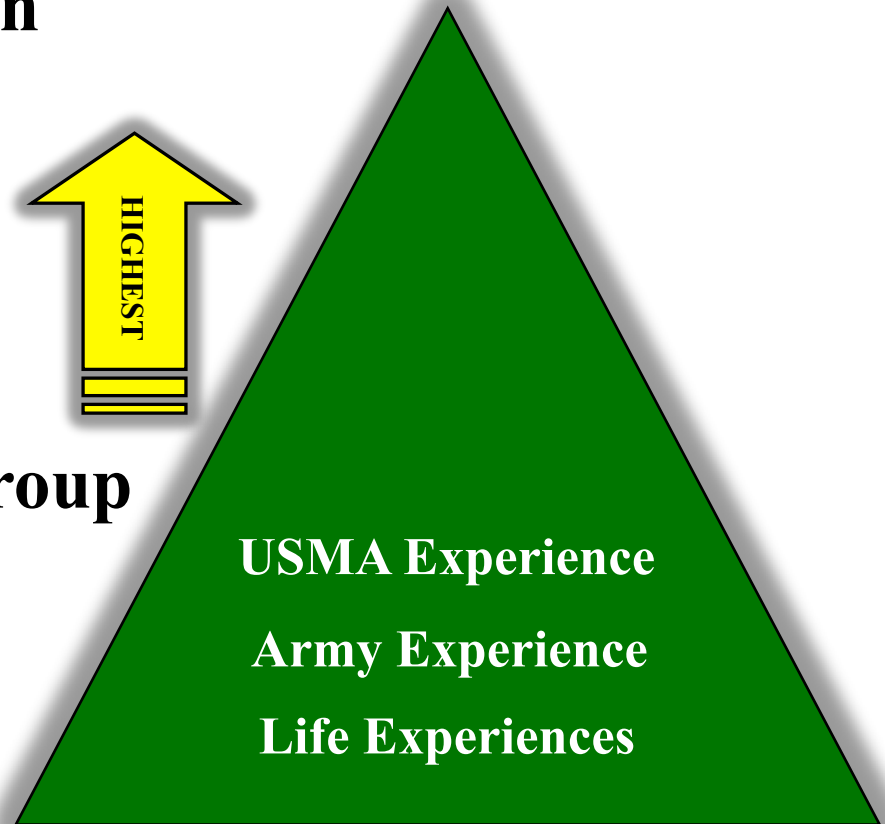 n
HIGHEST
roup
USMA Experience
Army Experience
Life Experiences